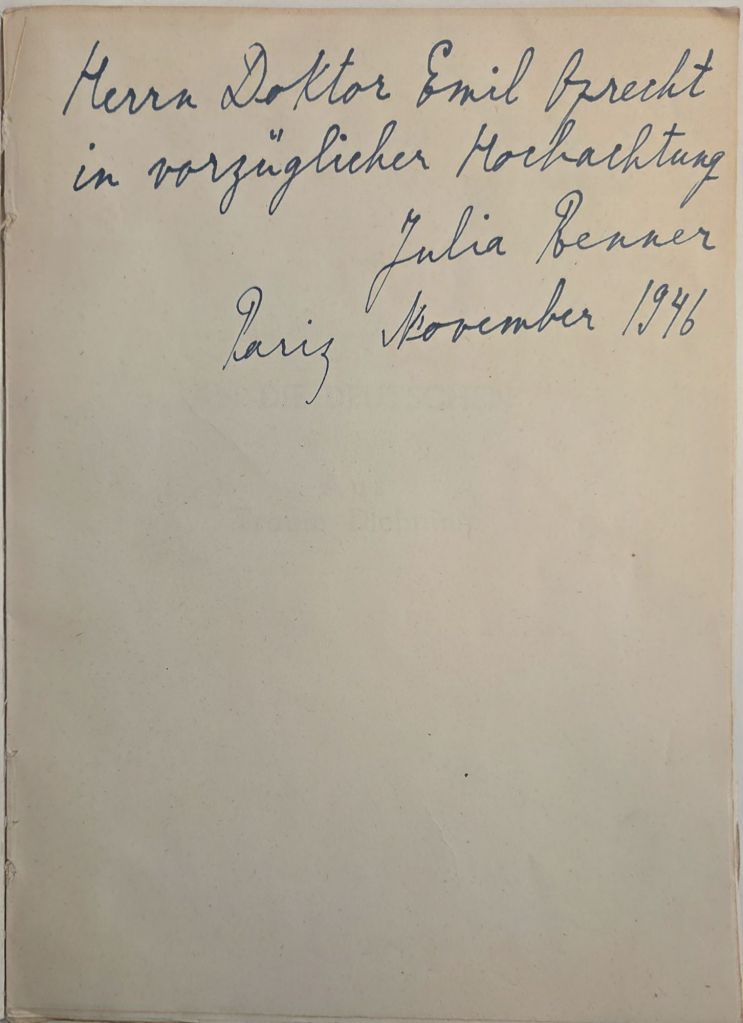 Herrn Doktor Emil Oprecht
in vorzüglicher Hochachtung
Julia Renner
Paris November 1946